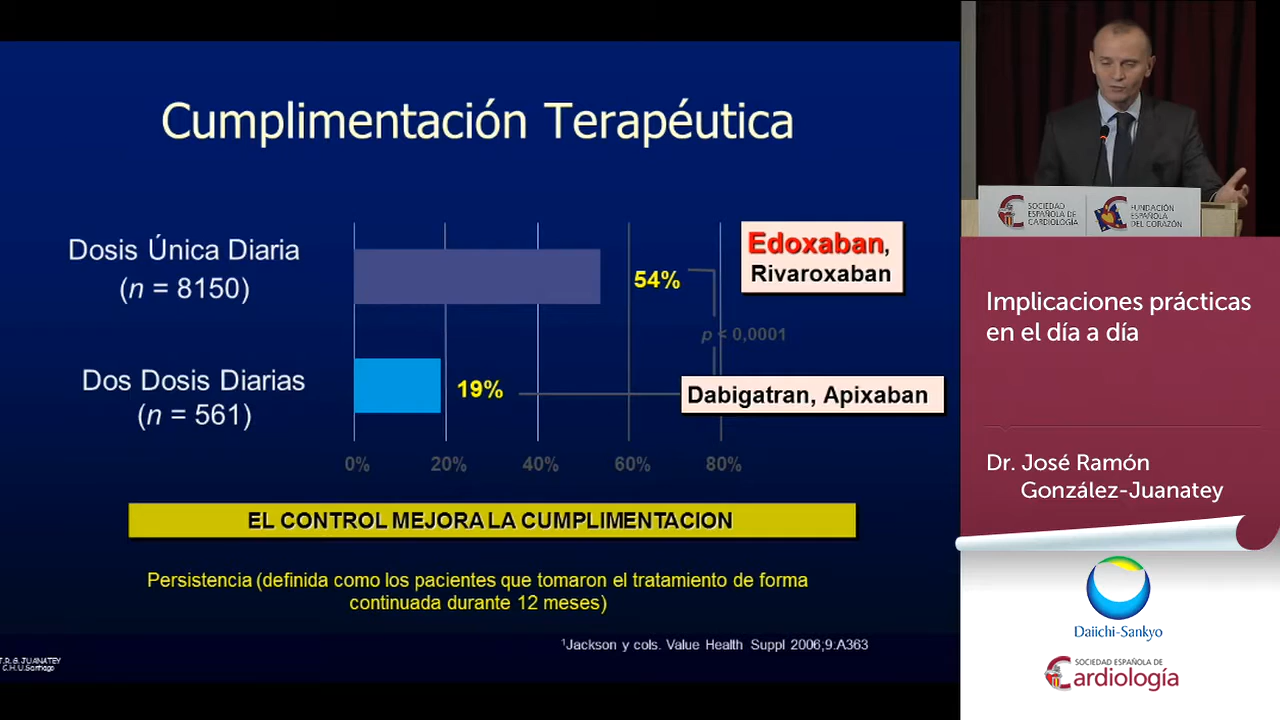 Cumplimentación Terapéutica
Dosis Única Diaria
(n = 8150)
54%
Edoxaban,
Rivaroxaban
p < 0,0001
Dos Dosis Diarias
(n = 561)
19%
Dabigatran, Apixaban
0%
20%
40%
60%
80%
EL CONTROL MEJORA LA CUMPLIMENTACION
Persistencia (definida como los pacientes que tomaron el tratamiento de forma
continuada durante 12 meses)
¹Jackson y cols. Value Health Suppl 2006;9:A363
C.H.U.Santiago
SOCIEDAD
ESPAÑOLA DE
CARDIOLOGÍA
FUNDACIÓN
ESPAÑOLA
DEL CORAZÓN
Implicaciones prácticas
en el día a día
Dr. José Ramón
González-Juanatey
Daiichi-Sankyo
SOCIEDAD ESPAÑOLA DE
Cardiología